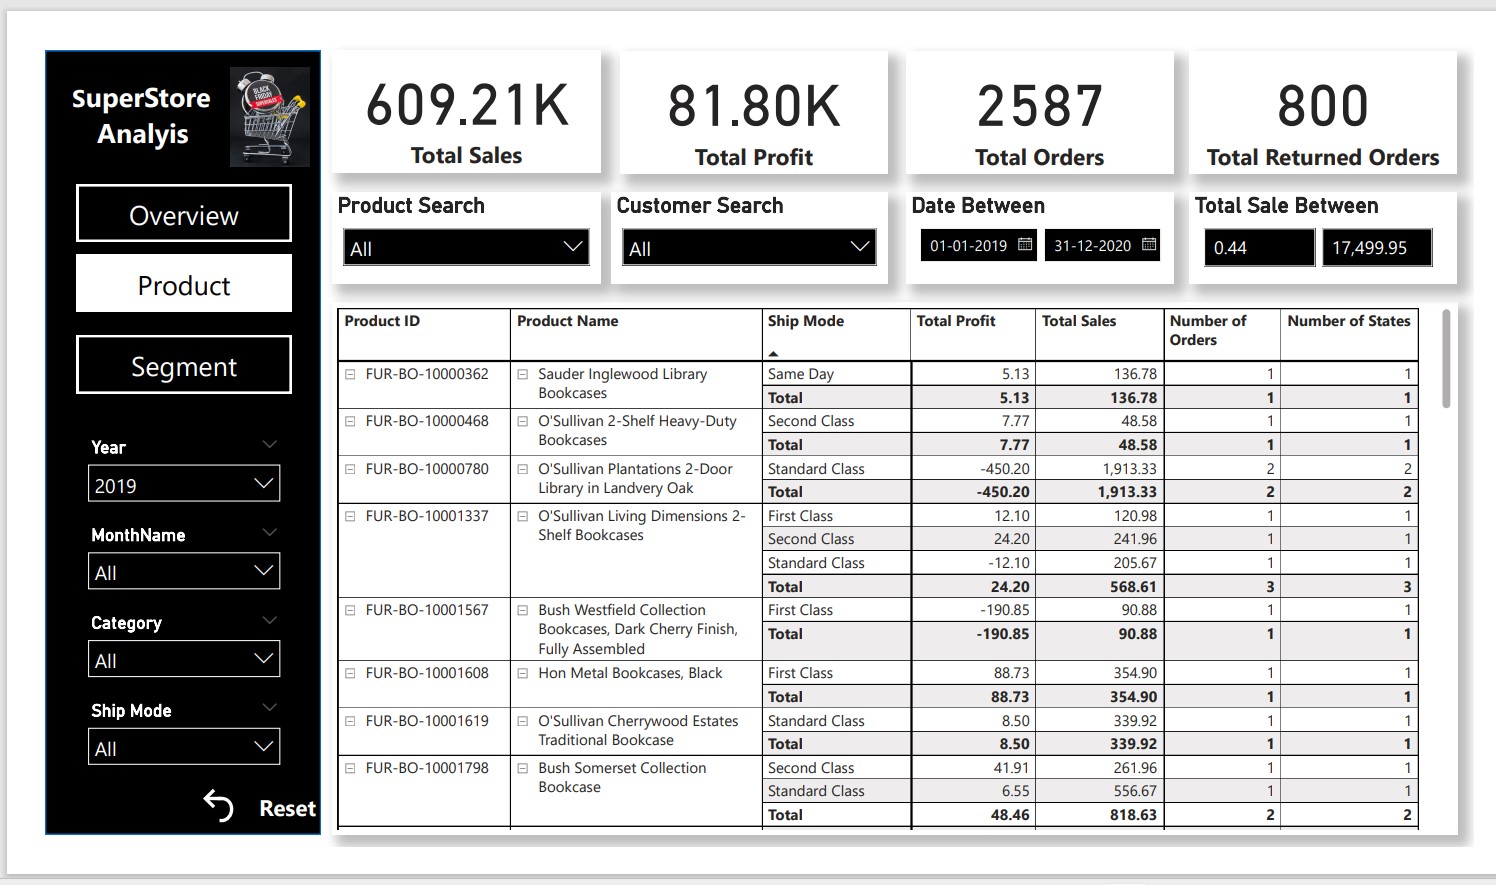 SuperStore
Analyis
BLACK
FRIDAY
Overview
Product
Segment
Year
2019
MonthName
All
Category
All
Ship Mode
All
Reset
609.21K
Total Sales
81.80K
Total Profit
2587
Total Orders
800
Total Returned Orders
Product Search
All
Customer Search
All
Date Between
01-01-2019 31-12-2020
Total Sale Between
0.44 17,499.95
Product ID Product Name Ship Mode Total Profit Total Sales Number of Orders Number of States
FUR-BO-10000362 Sauder Inglewood Library Same Day 5.13 136.78 1 1
Bookcases Total 5.13 136.78 1 1
FUR-BO-10000468 O'Sullivan 2-Shelf Heavy-Duty Second Class 7.77 48.58 1 1
Bookcases Total 7.77 48.58 1 1
FUR-BO-10000780 O'Sullivan Plantations 2-Door Standard Class -450.20 1,913.33 2 2
Library in Landvery Oak Total -450.20 1,913.33 2 2
FUR-BO-10001337 O'Sullivan Living Dimensions 2- First Class 12.10 120.98 1 1
Shelf Bookcases Second Class 24.20 241.96 1 1
Standard Class -12.10 205.67 1 1
Total 24.20 568.61 3 3
FUR-BO-10001567 Bush Westfield Collection First Class -190.85 90.88 1 1
Bookcases, Dark Cherry Finish, Total -190.85 90.88 1 1
Fully Assembled
FUR-BO-10001608 Hon Metal Bookcases, Black First Class 88.73 354.90 1 1
Total 88.73 354.90 1 1
FUR-BO-10001619 O'Sullivan Cherrywood Estates Standard Class 8.50 339.92 1 1
Traditional Bookcase Total 8.50 339.92 1 1
FUR-BO-10001798 Bush Somerset Collection Second Class 41.91 261.96 1 1
Bookcase Standard Class 6.55 556.67 1 1
Total 48.46 818.63 2 2